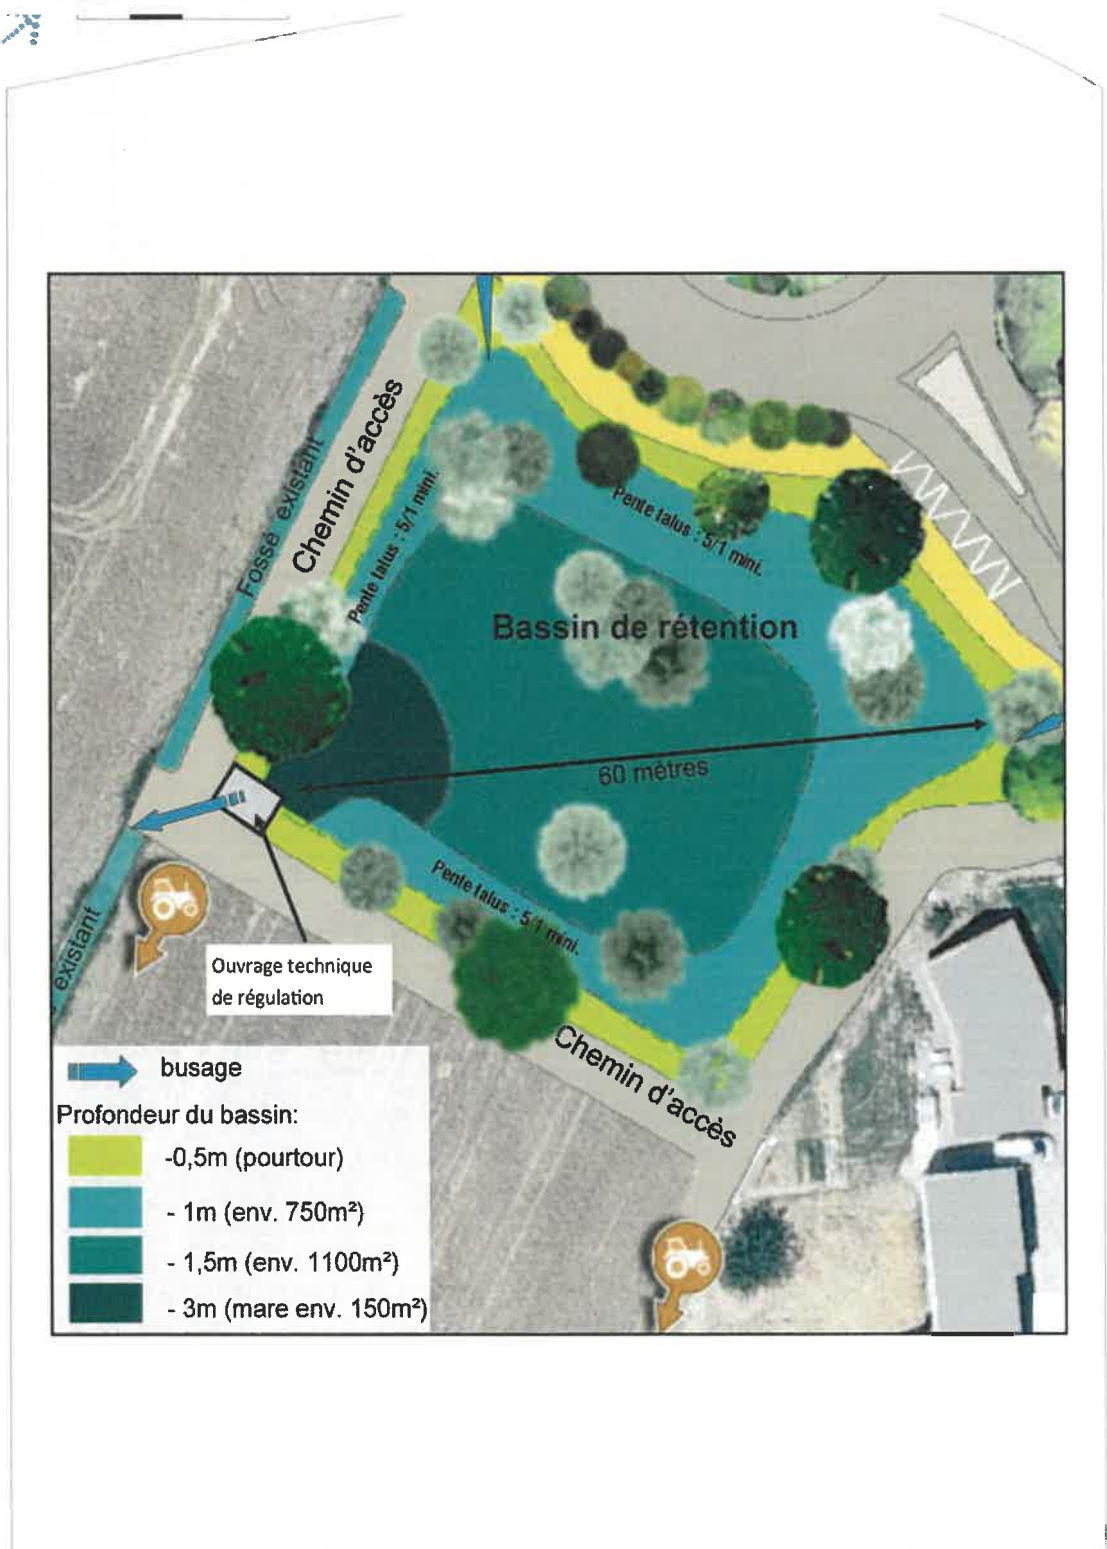 Chemin d'accès
Fossé existant
Pente talus : 5/1 mini.
Pente talus : 5/1 mini.
Bassin de rétention
60 mètres
Pente talus : 5/1 mini.
existant
Ouvrage technique
de régulation
Chemin d'accès
busage
Profondeur du bassin:
-0,5m (pourtour)
- 1m (env. 750m²)
- 1,5m (env. 1100m²)
- 3m (mare env. 150m²)